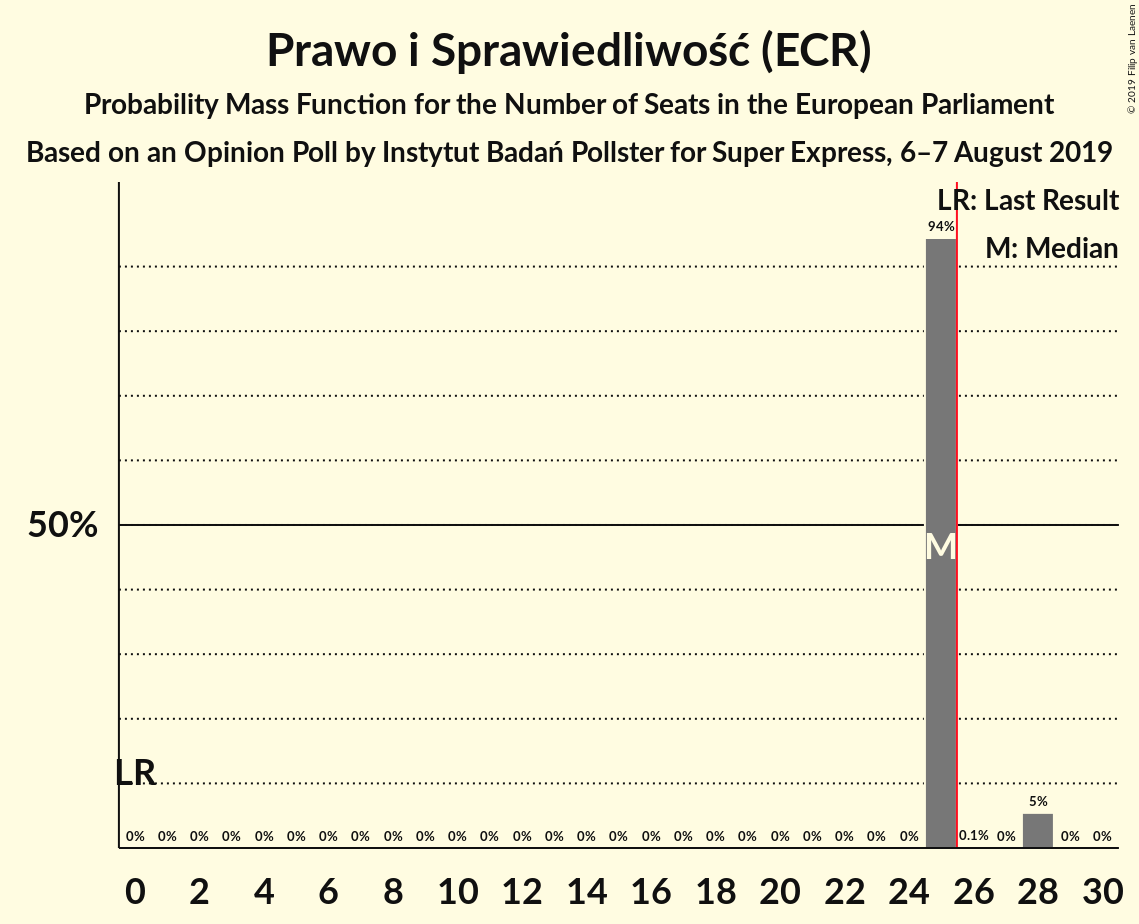 Prawo i Sprawiedliwość (ECR)
Probability Mass Function for the Number of Seats in the European Parliament
Based on an Opinion Poll by Instytut Badań Pollster for Super Express, 6–7 August 2019
© 2019 Filip van Laenen
LR: Last Result
M: Median
94%
50%
M
LR
5%
0% 0% 0% 0% 0% 0% 0% 0% 0% 0% 0% 0% 0% 0% 0% 0% 0% 0% 0% 0% 0% 0% 0% 0% 0% 0.1% 0% 0% 0%
0 2 4 6 8 10 12 14 16 18 20 22 24 26 28 30